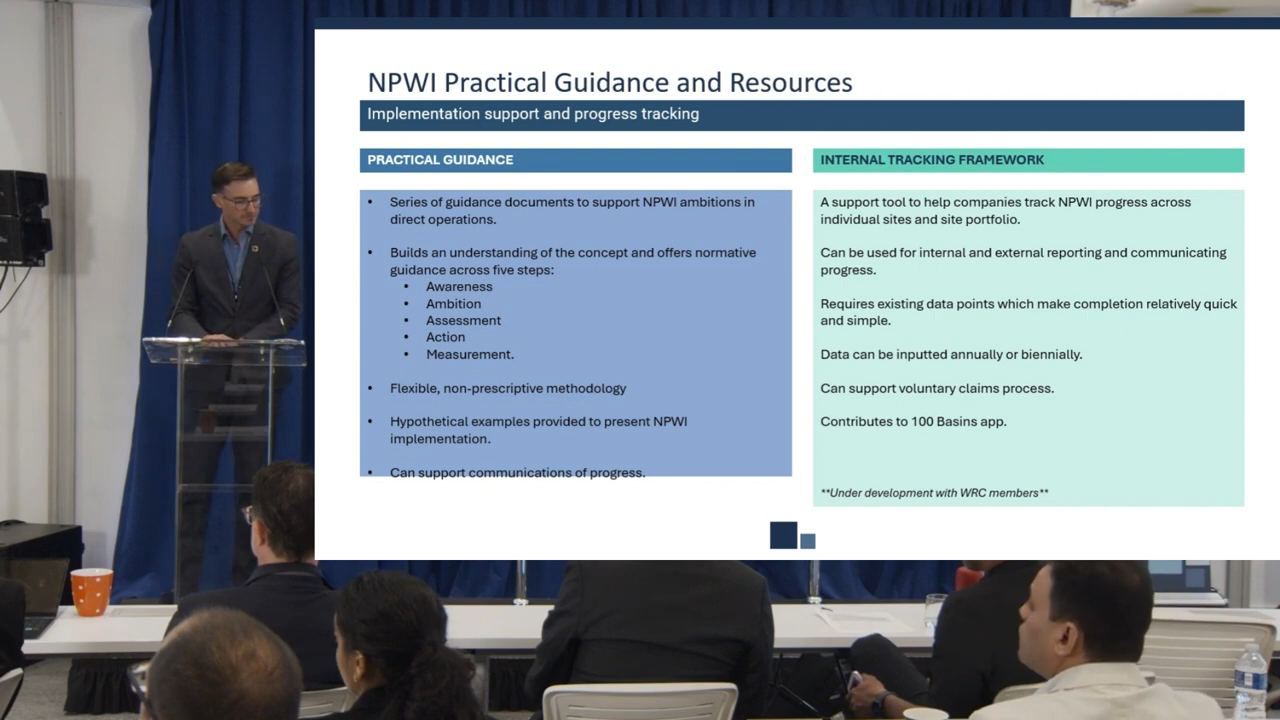 NPWI Practical Guidance and Resources
Implementation support and progress tracking
PRACTICAL GUIDANCE
• Series of guidance documents to support NPWI ambitions in
direct operations.
• Builds an understanding of the concept and offers normative
guidance across five steps:
• Awareness
• Ambition
• Assessment
• Action
• Measurement.
• Flexible, non-prescriptive methodology
• Hypothetical examples provided to present NPWI
implementation.
• Can support communications of progress.
INTERNAL TRACKING FRAMEWORK
A support tool to help companies track NPWI progress across
individual sites and site portfolio.
Can be used for internal and external reporting and communicating
progress.
Requires existing data points which make completion relatively quick
and simple.
Data can be inputted annually or biennially.
Can support voluntary claims process.
Contributes to 100 Basins app.
**Under development with WRC members**